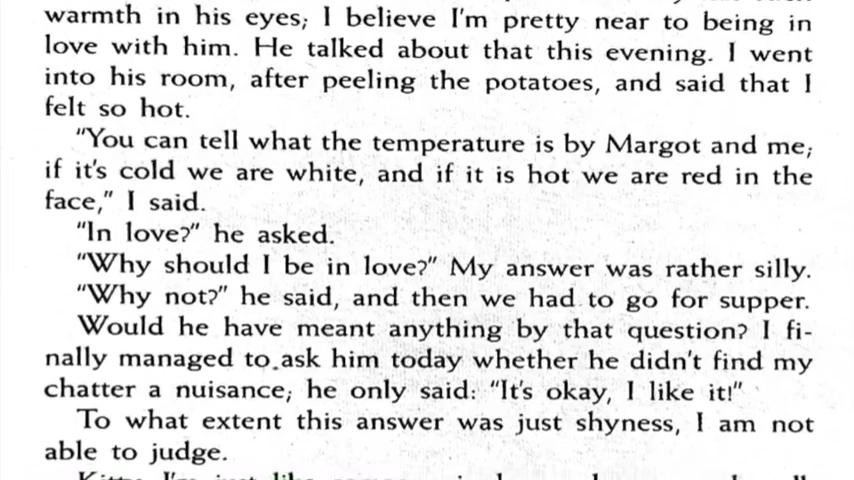 warmth in his eyes; I believe I'm pretty near to being in
love with him. He talked about that this evening. I went
into his room, after peeling the potatoes, and said that I
felt so hot.
"You can tell what the temperature is by Margot and me;
if it's cold we are white, and if it is hot we are red in the
face," I said.
"In love?" he asked.
"Why should I be in love?" My answer was rather silly.
"Why not?" he said, and then we had to go for supper.
Would he have meant anything by that question? I fi-
nally managed to ask him today whether he didn't find my
chatter a nuisance; he only said: "It's okay, I like it!"
To what extent this answer was just shyness, I am not
able to judge.
Kitty, I'm just like